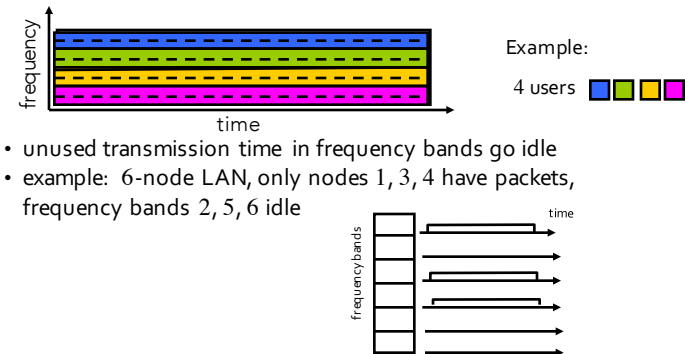 frequency
time
Example:
4 users
• unused transmission time in frequency bands go idle
• example: 6-node LAN, only nodes 1, 3, 4 have packets,
frequency bands 2, 5, 6 idle
time
frequency bands